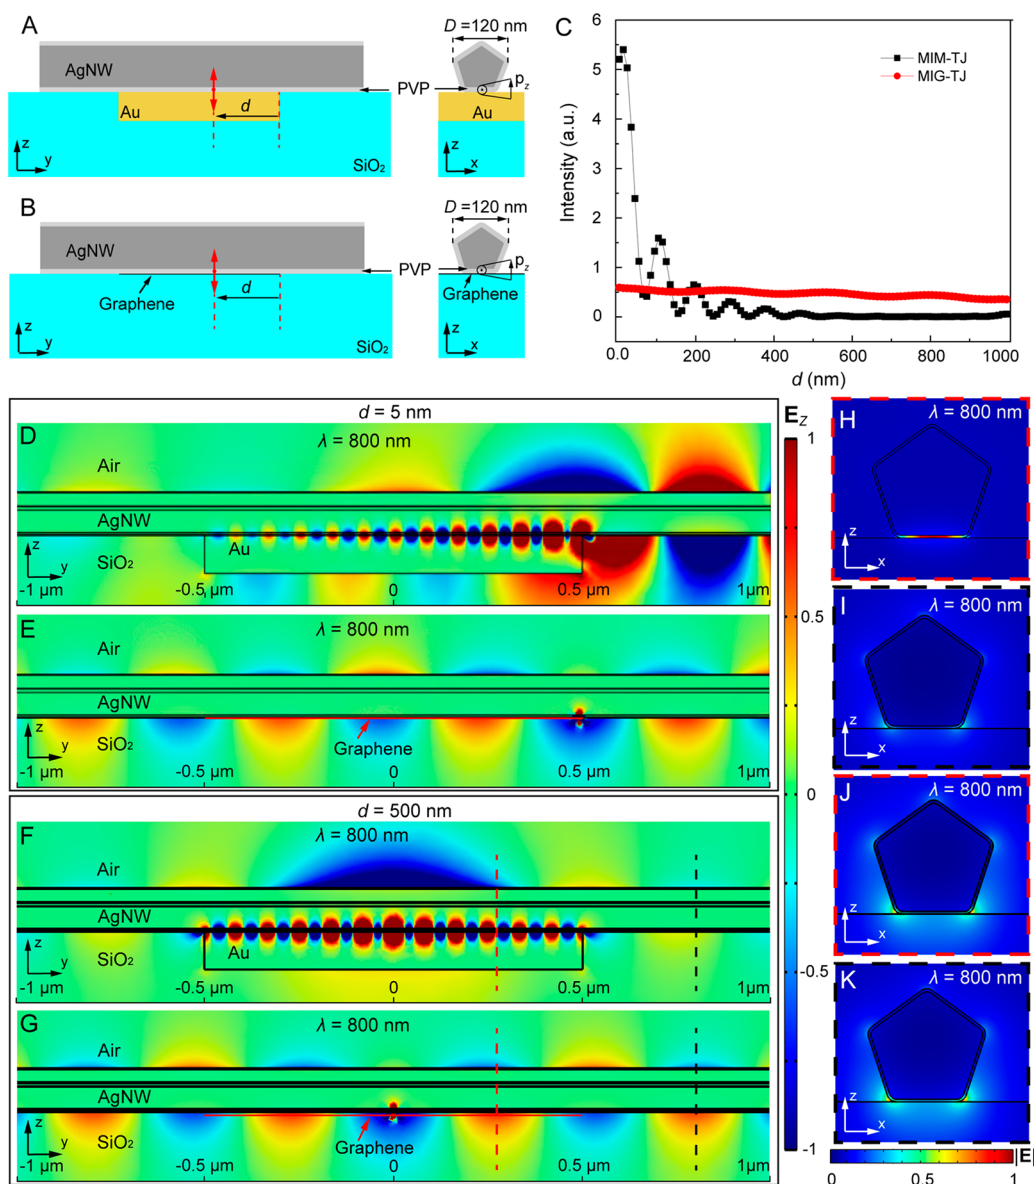 A
D =120 nm
AgNW
PVP
pz
Au
d
Au
z
y
SiO2
z
x
B
D =120 nm
AgNW
PVP
pz
Graphene
d
Graphene
z
y
SiO2
z
x
C
Intensity (a.u.)
6
5
4
3
2
1
0
MIM-TJ
MIG-TJ
0.0
200
400
600
800
1000
d (nm)
d = 5 nm
D
λ = 800 nm
Air
AgNW
Au
SiO2
z
y
-1 μm
-0.5 μm
0
0.5 μm
1μm
E
λ = 800 nm
Air
AgNW
Graphene
SiO2
z
y
-1 μm
-0.5 μm
0
0.5 μm
1μm
d = 500 nm
F
λ = 800 nm
Air
AgNW
Au
SiO2
z
y
-1 μm
-0.5 μm
0
0.5 μm
1μm
G
λ = 800 nm
Air
AgNW
Graphene
SiO2
z
y
-1 μm
-0.5 μm
0
0.5 μm
1μm
EZ
1
0.5
0
-0.5
-1
H
λ = 800 nm
z
x
I
λ = 800 nm
z
x
J
λ = 800 nm
z
x
K
λ = 800 nm
z
x
|E|
0
0.5
1